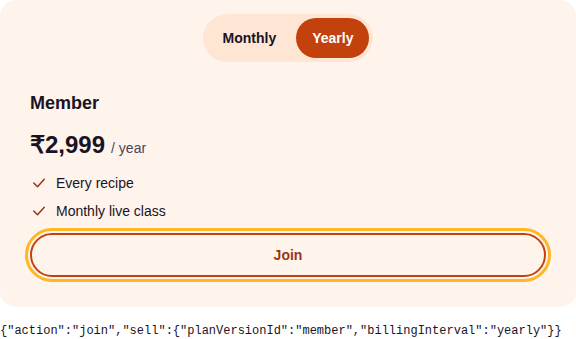 Monthly Yearly
Member
₹2,999 / year
Every recipe
Monthly live class
Join
{"action":"join","sell":{"planVersionId":"member","billingInterval":"yearly"}}